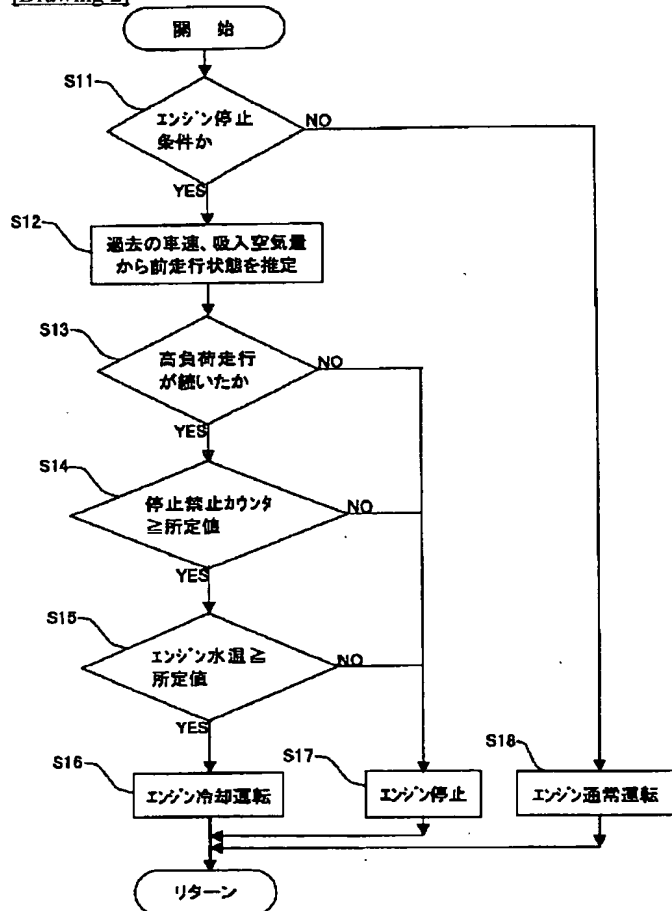 [Drawing 2]
開 始
S11
エンジン停止
条件か
NO
YES
S12
過去の車速、吸入空気量
から前走行状態を推定
S13
高負荷走行
が続いたか
NO
YES
S14
停止禁止カウンタ
≧所定値
NO
YES
S15
エンジン水温≧
所定値
NO
YES
S16
エンジン冷却運転
S17
エンジン停止
S18
エンジン通常運転
リターン